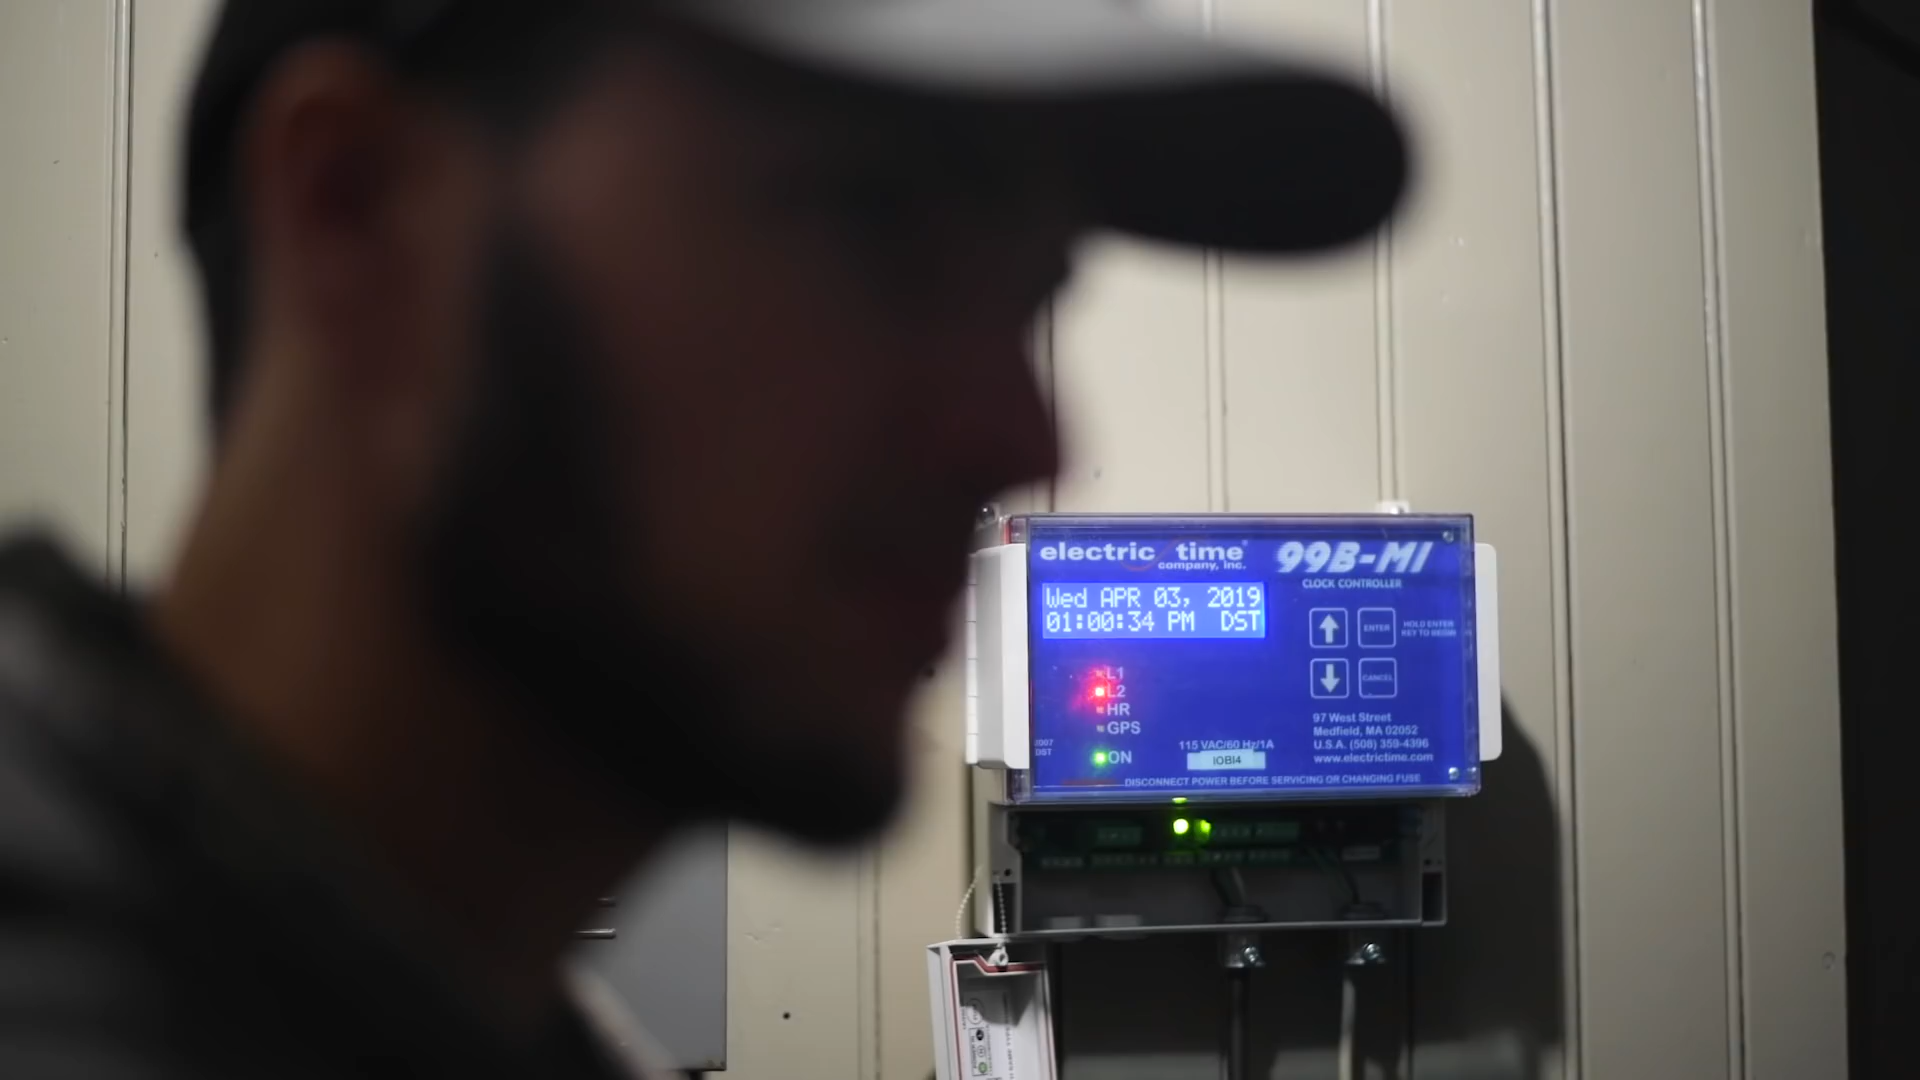 electric time
company, inc.
99B-MI
CLOCK CONTROLLER
Wed APR 03, 2019
01:00:34 PM DST
ENTER
HOLD ENTER
KEY TO BEGIN
CANCEL
L1
L2
HR
GPS
ON
2007
DST
115 VAC/60 Hz/1A
IOBI4
97 West Street
Medfield, MA 02052
U.S.A. (508) 359-4396
www.electrictime.com
DISCONNECT POWER BEFORE SERVICING OR CHANGING FUSE